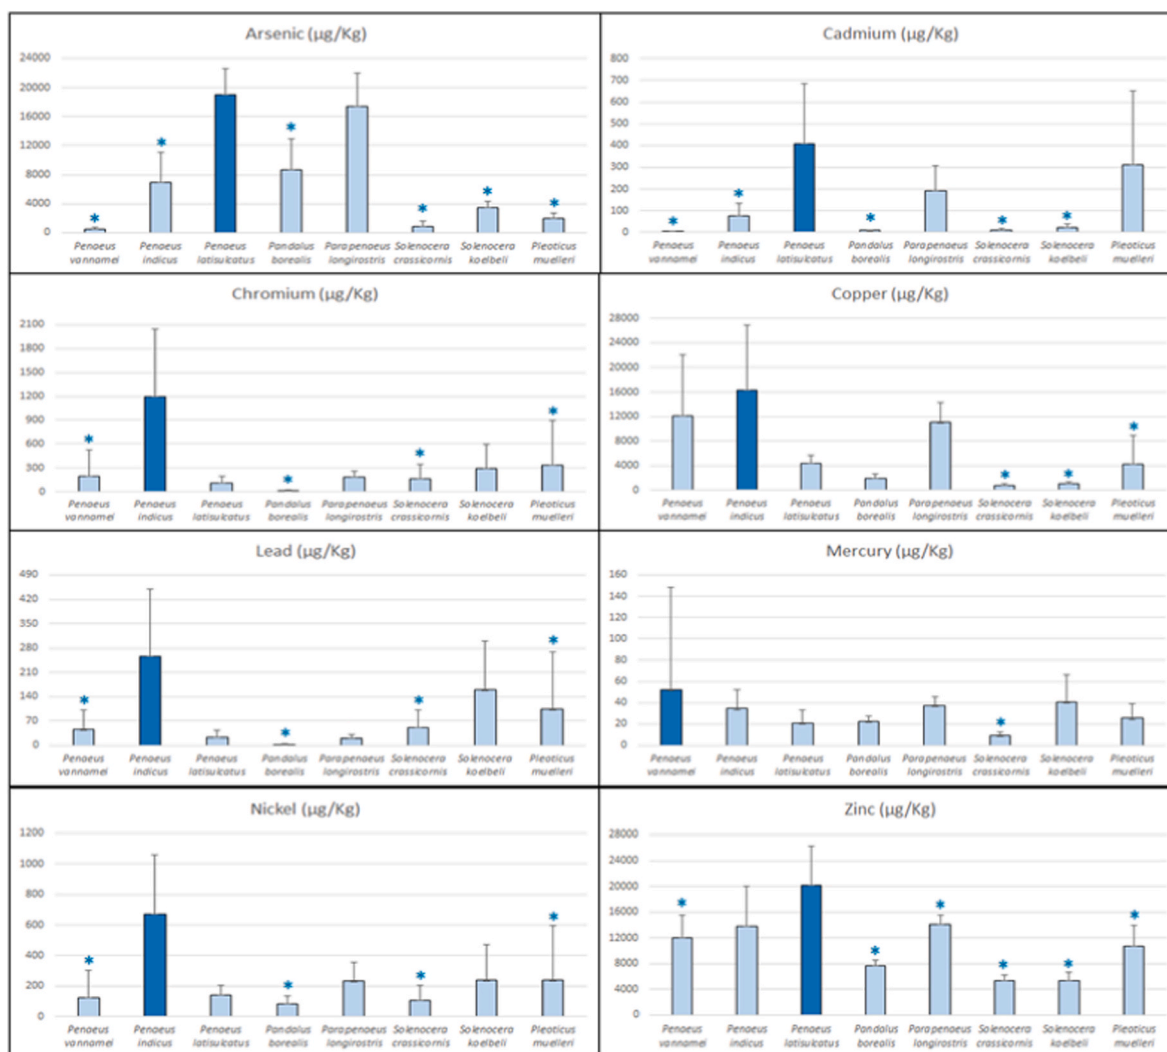 Arsenic (µg/Kg)
24000
20000
16000
12000
8000
4000
0
Penaeus vannamei
Penaeus indicus
Penaeus latisulcatus
Pandalus borealis
Parapenaeus longirostris
Solenocera crassicornis
Solenocera koelbeli
Pleoticus muelleri
Cadmium (µg/Kg)
800
700
600
500
400
300
200
100
0
Penaeus vannamei
Penaeus indicus
Penaeus latisulcatus
Pandalus borealis
Parapenaeus longirostris
Solenocera crassicornis
Solenocera koelbeli
Pleoticus muelleri
Chromium (µg/Kg)
2100
1800
1500
1200
900
600
300
0
Penaeus vannamei
Penaeus indicus
Penaeus latisulcatus
Pandalus borealis
Parapenaeus longirostris
Solenocera crassicornis
Solenocera koelbeli
Pleoticus muelleri
Copper (µg/Kg)
28000
24000
20000
16000
12000
8000
4000
0
Penaeus vannamei
Penaeus indicus
Penaeus latisulcatus
Pandalus borealis
Parapenaeus longirostris
Solenocera crassicornis
Solenocera koelbeli
Pleoticus muelleri
Lead (µg/Kg)
490
420
350
280
210
140
70
0
Penaeus vannamei
Penaeus indicus
Penaeus latisulcatus
Pandalus borealis
Parapenaeus longirostris
Solenocera crassicornis
Solenocera koelbeli
Pleoticus muelleri
Mercury (µg/Kg)
160
140
120
100
80
60
40
20
0
Penaeus vannamei
Penaeus indicus
Penaeus latisulcatus
Pandalus borealis
Parapenaeus longirostris
Solenocera crassicornis
Solenocera koelbeli
Pleoticus muelleri
Nickel (µg/Kg)
1200
1000
800
600
400
200
0
Penaeus vannamei
Penaeus indicus
Penaeus latisulcatus
Pandalus borealis
Parapenaeus longirostris
Solenocera crassicornis
Solenocera koelbeli
Pleoticus muelleri
Zinc (µg/Kg)
28000
24000
20000
16000
12000
8000
4000
0
Penaeus vannamei
Penaeus indicus
Penaeus latisulcatus
Pandalus borealis
Parapenaeus longirostris
Solenocera crassicornis
Solenocera koelbeli
Pleoticus muelleri